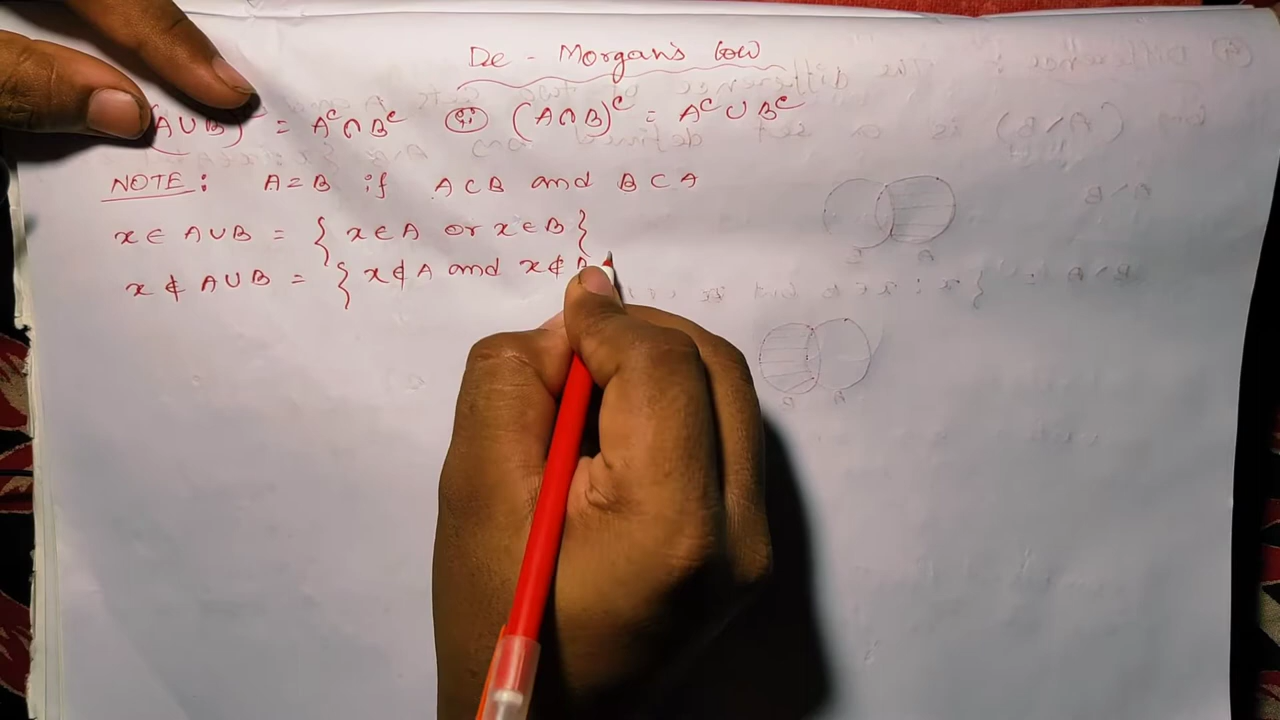 De - Morgan's Law
(A∪B)ᶜ = Aᶜ∩Bᶜ (ii) (A∩B)ᶜ = Aᶜ∪Bᶜ
NOTE: A=B if A⊂B and B⊂A
x∈ A∪B = { x∈A or x∈B }
x∉ A∪B = { x∉A and x∉